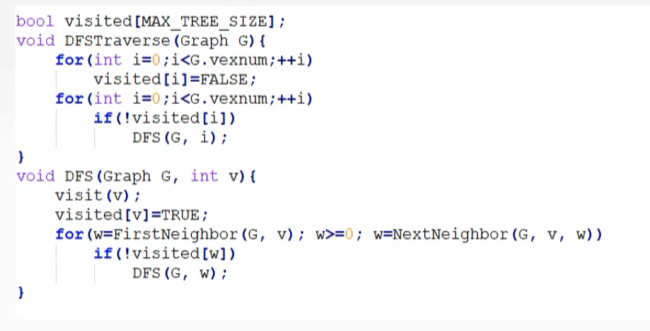 bool visited[MAX_TREE_SIZE];
void DFSTraverse(Graph G){
    for(int i=0;i<G.vexnum;++i)
        visited[i]=FALSE;
    for(int i=0;i<G.vexnum;++i)
        if(!visited[i])
            DFS(G, i);
}
void DFS(Graph G, int v){
    visit(v);
    visited[v]=TRUE;
    for(w=FirstNeighbor(G, v); w>=0; w=NextNeighbor(G, v, w))
        if(!visited[w])
            DFS(G, w);
}